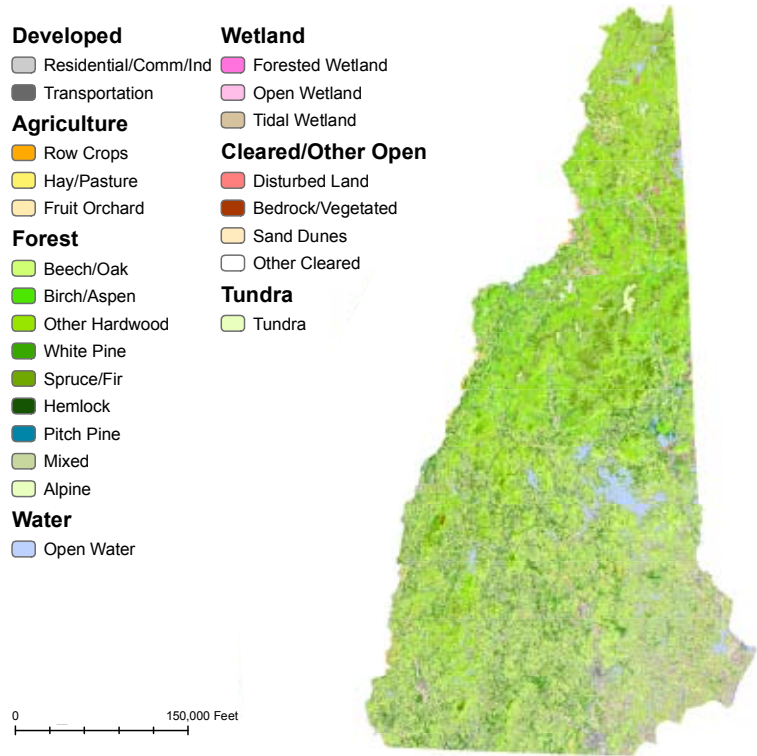 Developed
Residential/Comm/Ind
Transportation
Agriculture
Row Crops
Hay/Pasture
Fruit Orchard
Forest
Beech/Oak
Birch/Aspen
Other Hardwood
White Pine
Spruce/Fir
Hemlock
Pitch Pine
Mixed
Alpine
Water
Open Water
Wetland
Forested Wetland
Open Wetland
Tidal Wetland
Cleared/Other Open
Disturbed Land
Bedrock/Vegetated
Sand Dunes
Other Cleared
Tundra
Tundra
0 150,000 Feet